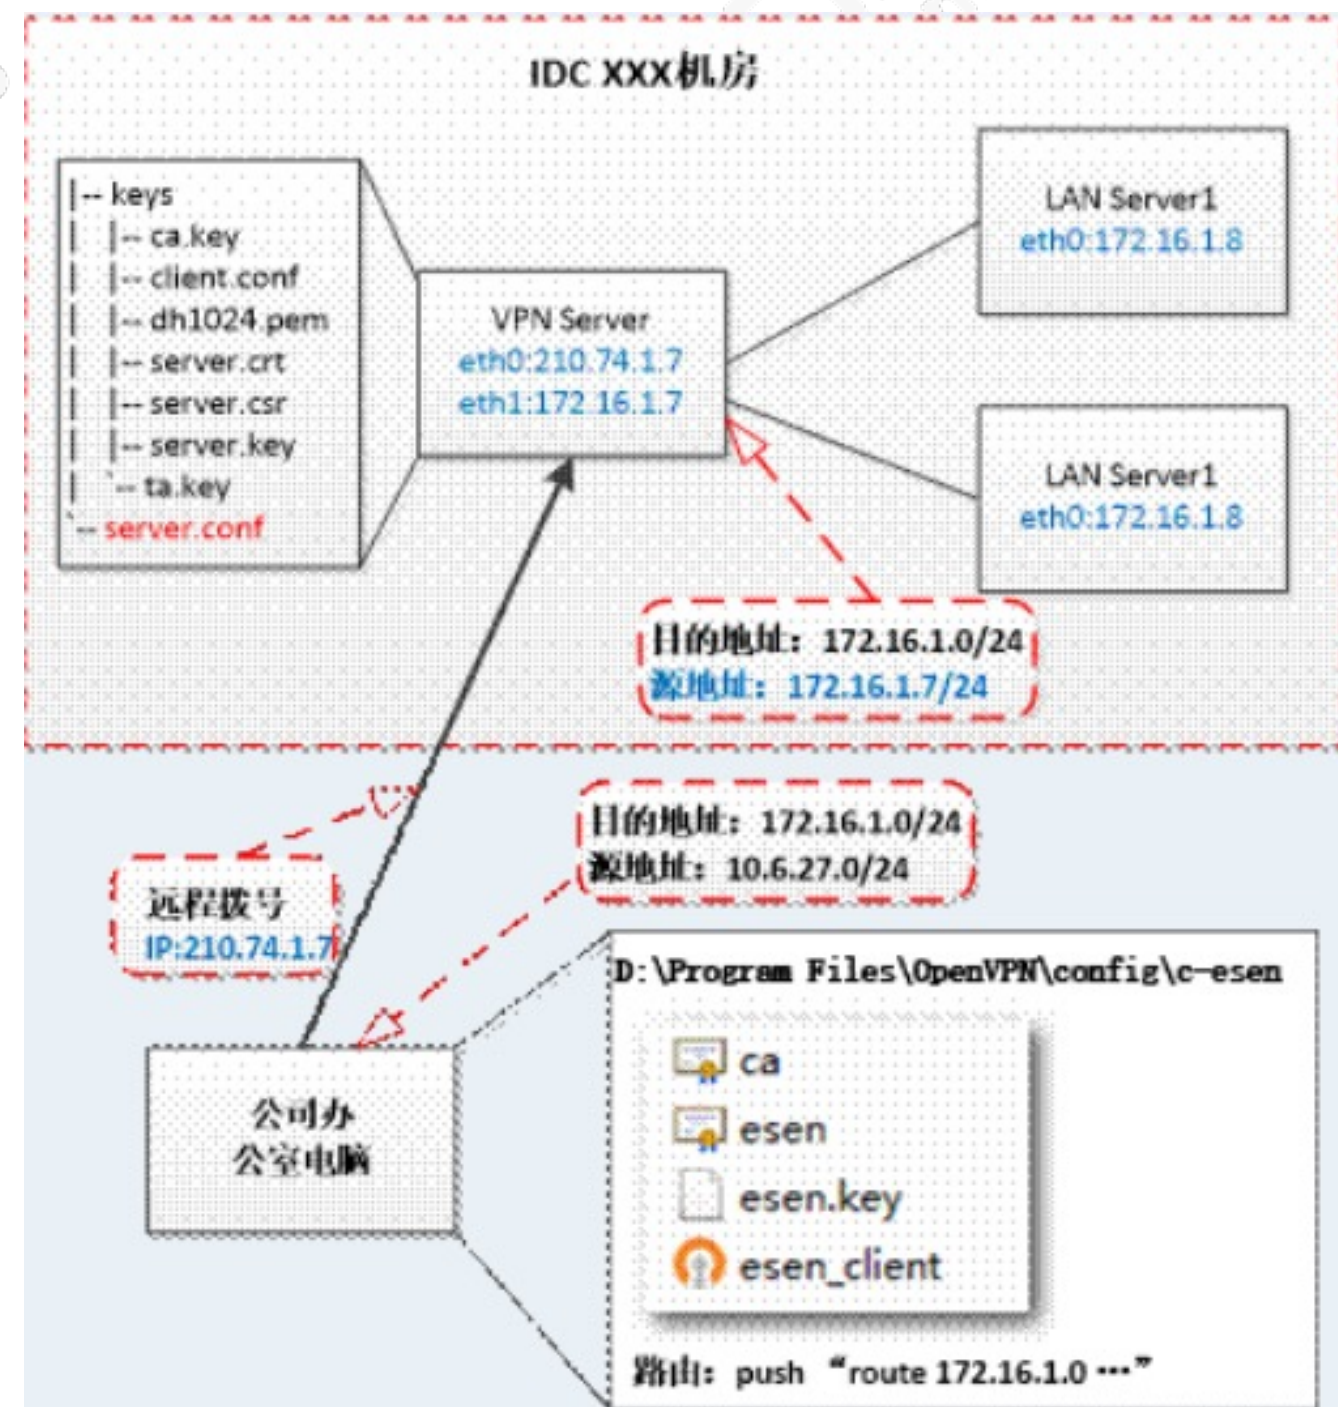 IDC XXX机房
|-- keys
| |-- ca.key
| |-- client.conf
| |-- dh1024.pem
| |-- server.crt
| |-- server.csr
| |-- server.key
| `-- ta.key
`-- server.conf
VPN Server
eth0:210.74.1.7
eth1:172.16.1.7
LAN Server1
eth0:172.16.1.8
LAN Server1
eth0:172.16.1.8
目的地址：172.16.1.0/24
源地址：172.16.1.7/24
目的地址：172.16.1.0/24
源地址：10.6.27.0/24
远程拨号
IP:210.74.1.7
公司办
公室电脑
D:\Program Files\OpenVPN\config\c-esen
ca
esen
esen.key
esen_client
路由：push “route 172.16.1.0 …”